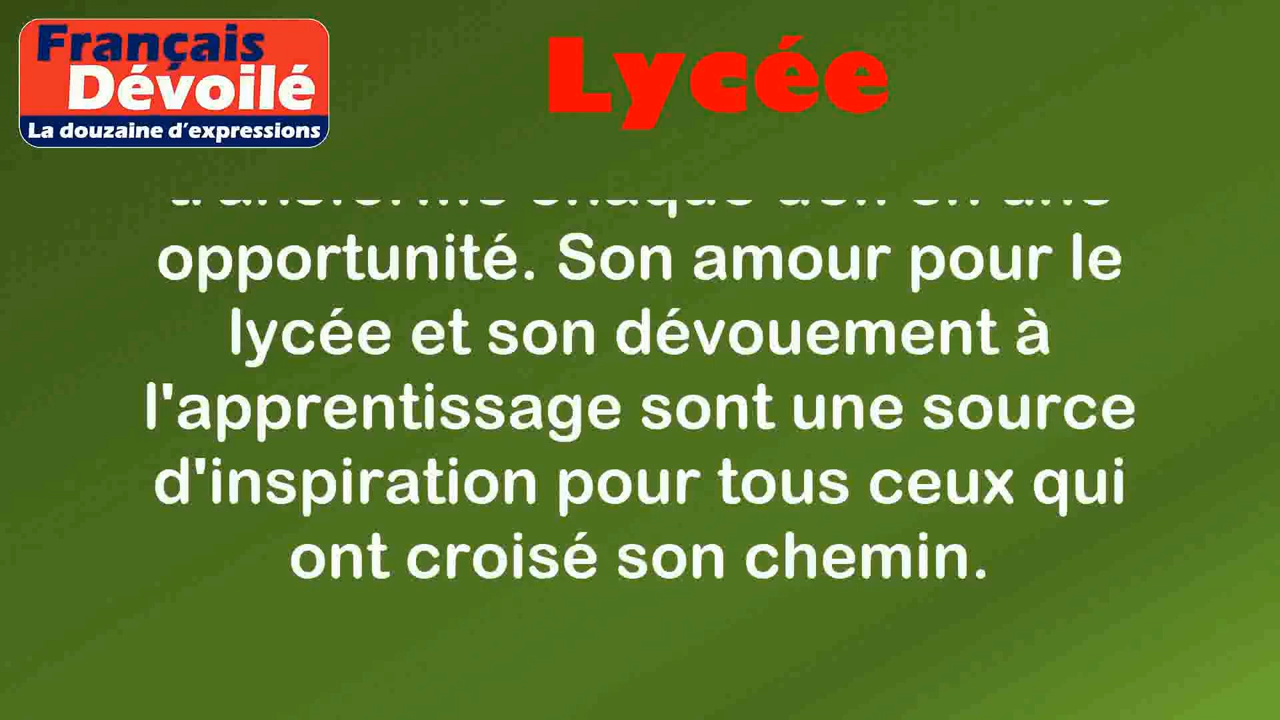 Français
Dévoilé
La douzaine d'expressions
Lycée
opportunité. Son amour pour le
lycée et son dévouement à
l'apprentissage sont une source
d'inspiration pour tous ceux qui
ont croisé son chemin.